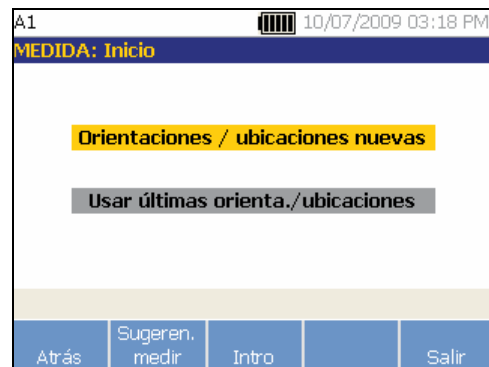 A1 10/07/2009 03:18 PM
MEDIDA: Inicio
Orientaciones / ubicaciones nuevas
Usar últimas orienta./ubicaciones
Atrás Sugeren. medir Intro Salir